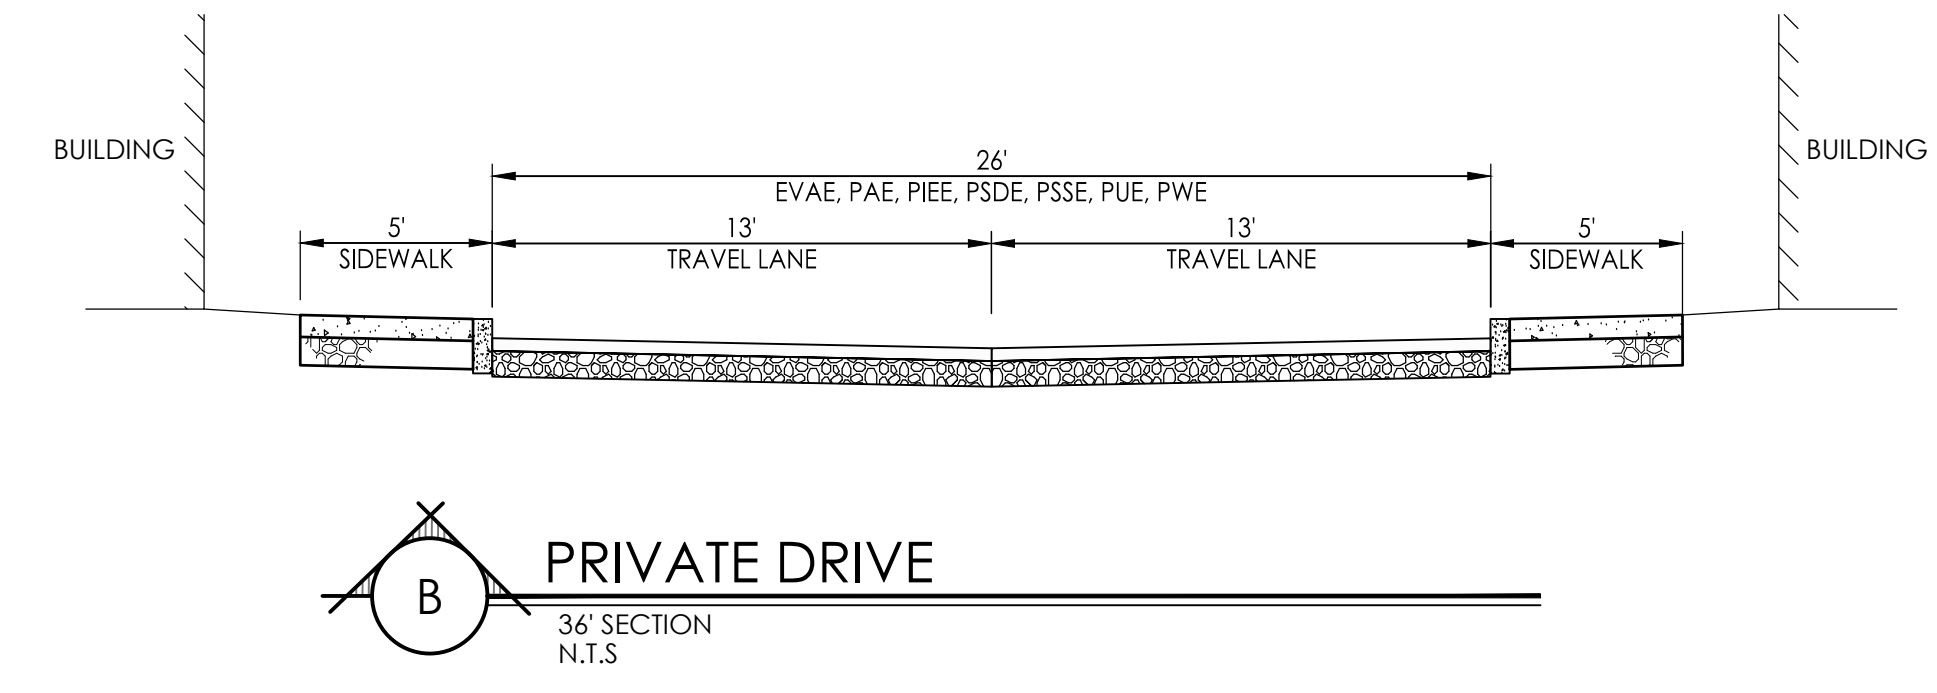 BUILDING
BUILDING
26'
EVAE, PAE, PIEE, PSDE, PSSE, PUE, PWE
5'
SIDEWALK
13'
TRAVEL LANE
13'
TRAVEL LANE
5'
SIDEWALK
B
PRIVATE DRIVE
36' SECTION
N.T.S